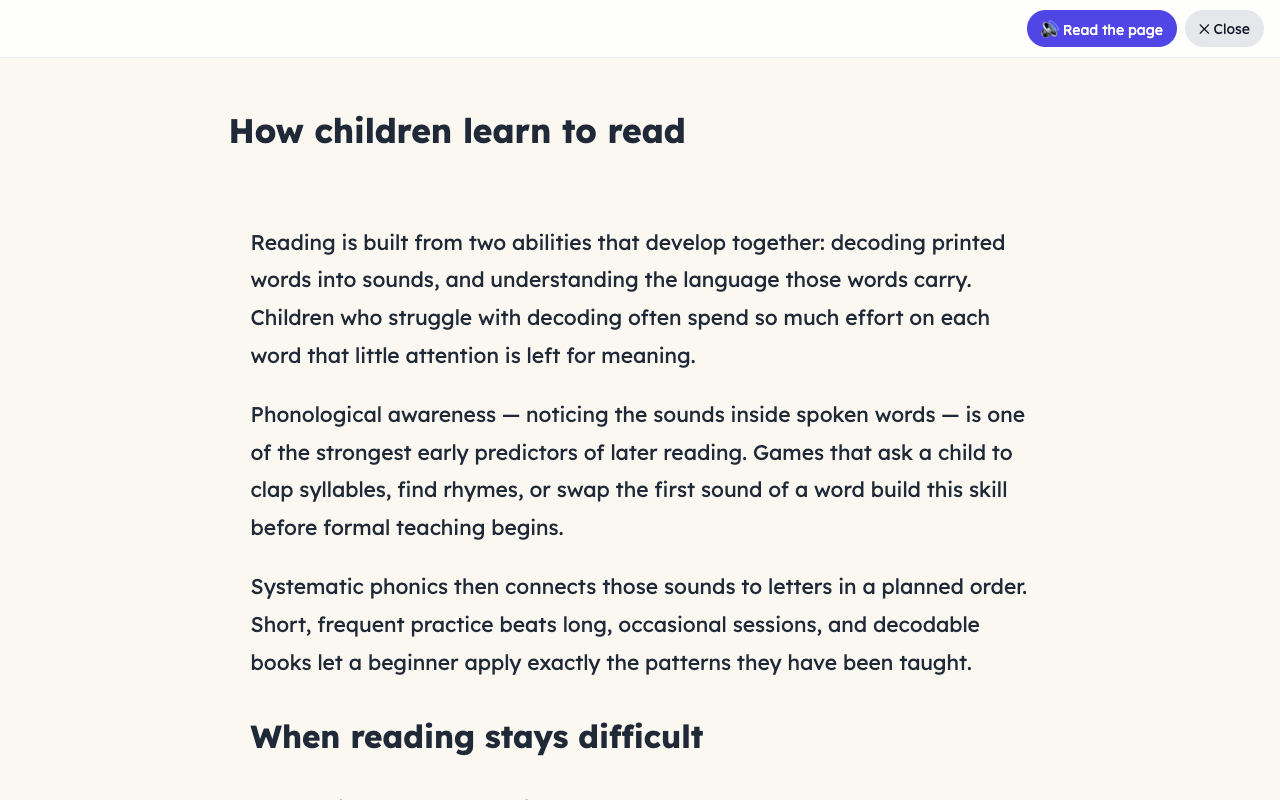 🔊 Read the page
✕ Close
How children learn to read
Reading is built from two abilities that develop together: decoding printed
words into sounds, and understanding the language those words carry.
Children who struggle with decoding often spend so much effort on each
word that little attention is left for meaning.
Phonological awareness — noticing the sounds inside spoken words — is one
of the strongest early predictors of later reading. Games that ask a child to
clap syllables, find rhymes, or swap the first sound of a word build this skill
before formal teaching begins.
Systematic phonics then connects those sounds to letters in a planned order.
Short, frequent practice beats long, occasional sessions, and decodable
books let a beginner apply exactly the patterns they have been taught.
When reading stays difficult